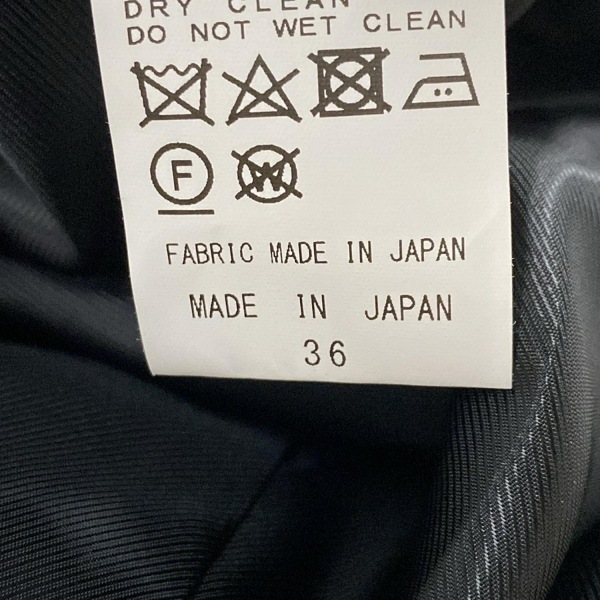 DRY CLEAN
DO NOT WET CLEAN
F W
FABRIC MADE IN JAPAN
MADE IN JAPAN
36